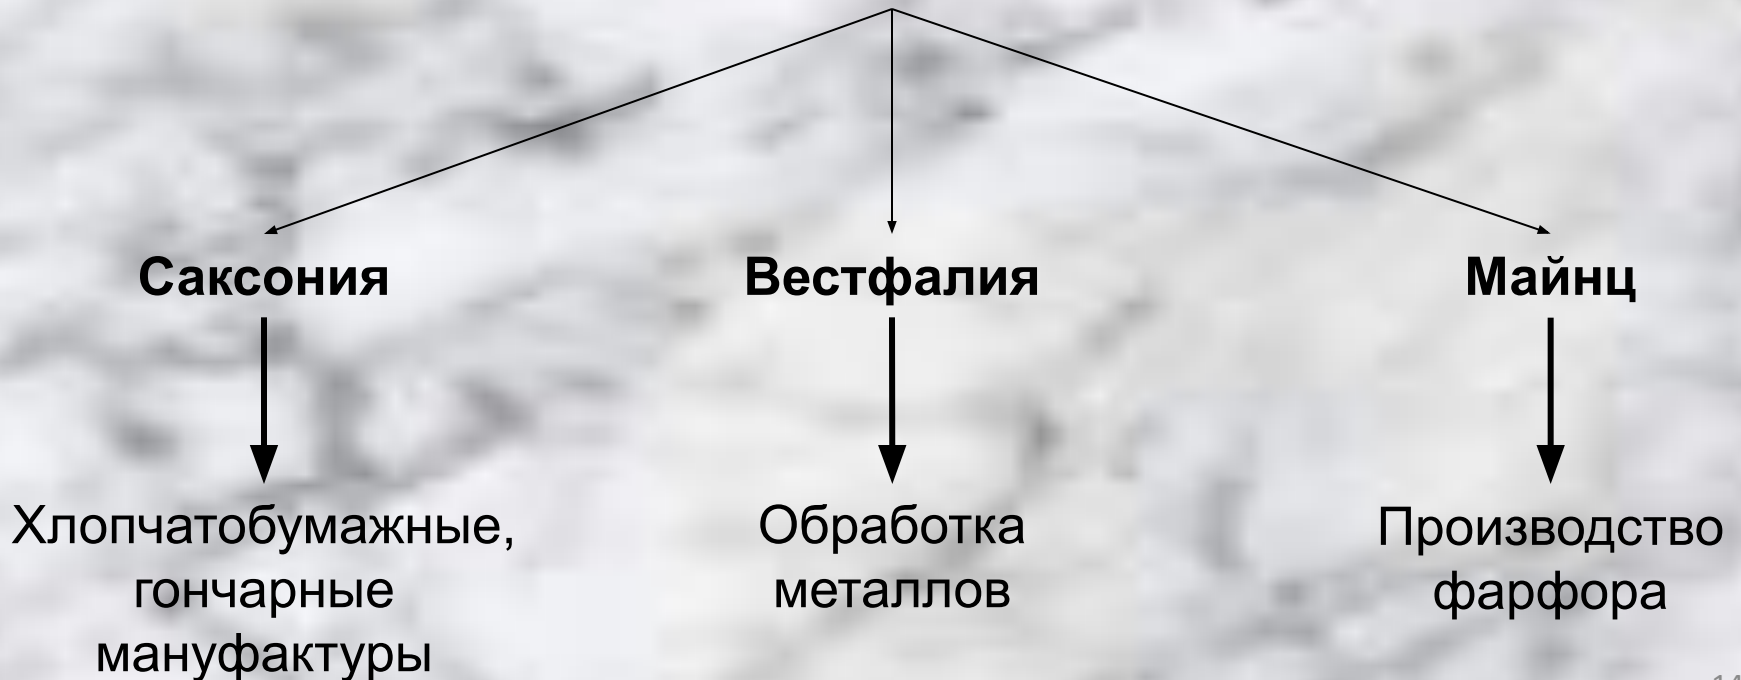 Саксония
Вестфалия
Майнц
Хлопчатобумажные,
гончарные
мануфактуры
Обработка
металлов
Производство
фарфора